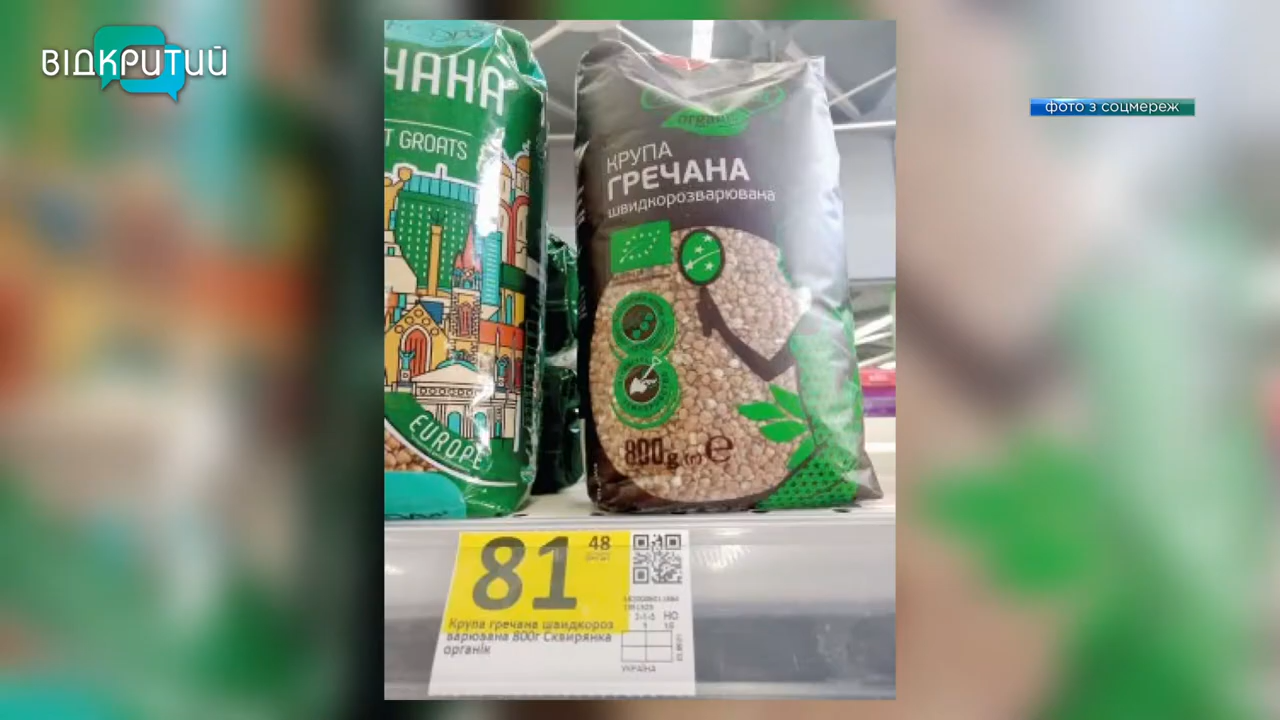 ВІДКРИТИЙ
фото з соцмереж
ЧАНА
T GROATS
EUROPE
organic
КРУПА
ГРЕЧАНА
швидкорозварювана
800g (г) e
81 48
Крупа гречана швидкороз
варювана 800г Сквирянка
органік
НО
УКРАЇНА